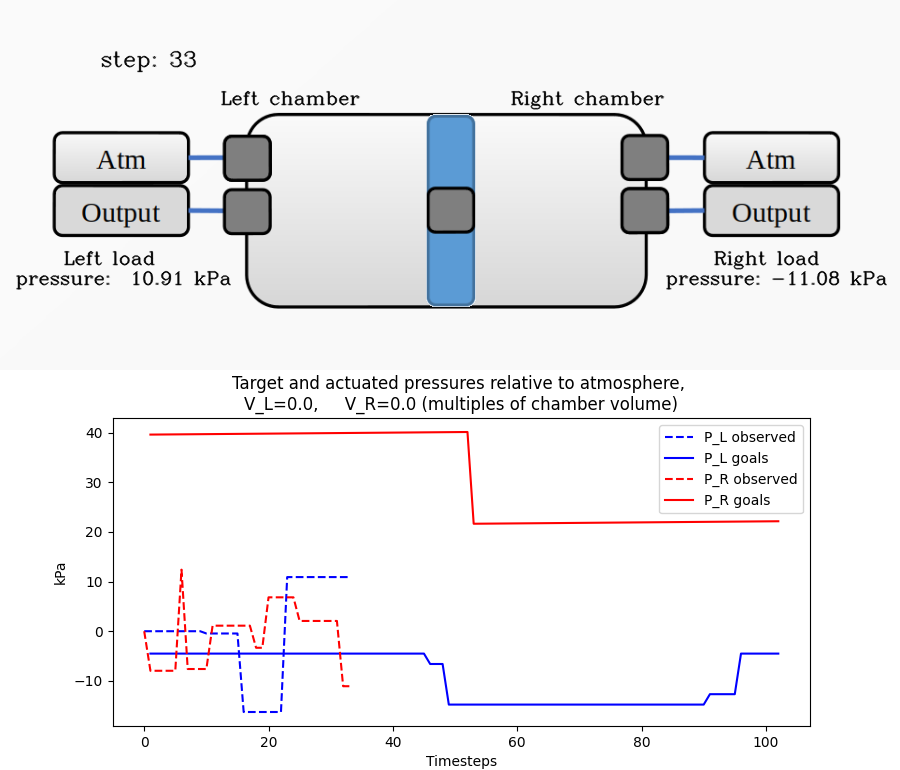 step: 33
Left chamber
Right chamber
Atm
Atm
Output
Output
Left load
pressure: 10.91 kPa
Right load
pressure: −11.08 kPa
Target and actuated pressures relative to atmosphere,
V_L=0.0, V_R=0.0 (multiples of chamber volume)
P_L observed
P_L goals
P_R observed
P_R goals
kPa
40
30
20
10
0
−10
0 20 40 60 80 100
Timesteps